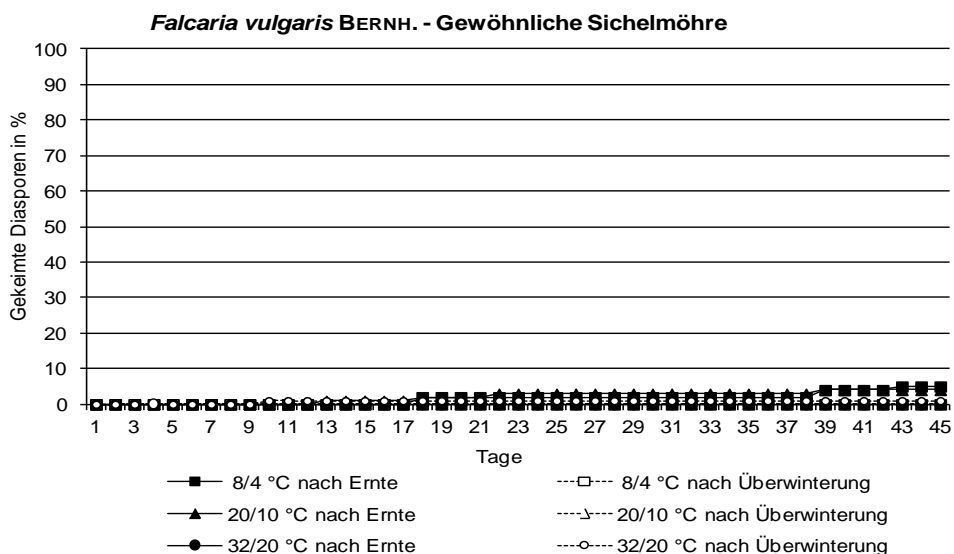 Falcaria vulgaris BERNH. - Gewöhnliche Sichelmöhre
Gekeimte Diasporen in %
100
90
80
70
60
50
40
30
20
10
0
1 3 5 7 9 11 13 15 17 19 21 23 25 27 29 31 33 35 37 39 41 43 45
Tage
8/4 °C nach Ernte 8/4 °C nach Überwinterung
20/10 °C nach Ernte 20/10 °C nach Überwinterung
32/20 °C nach Ernte 32/20 °C nach Überwinterung